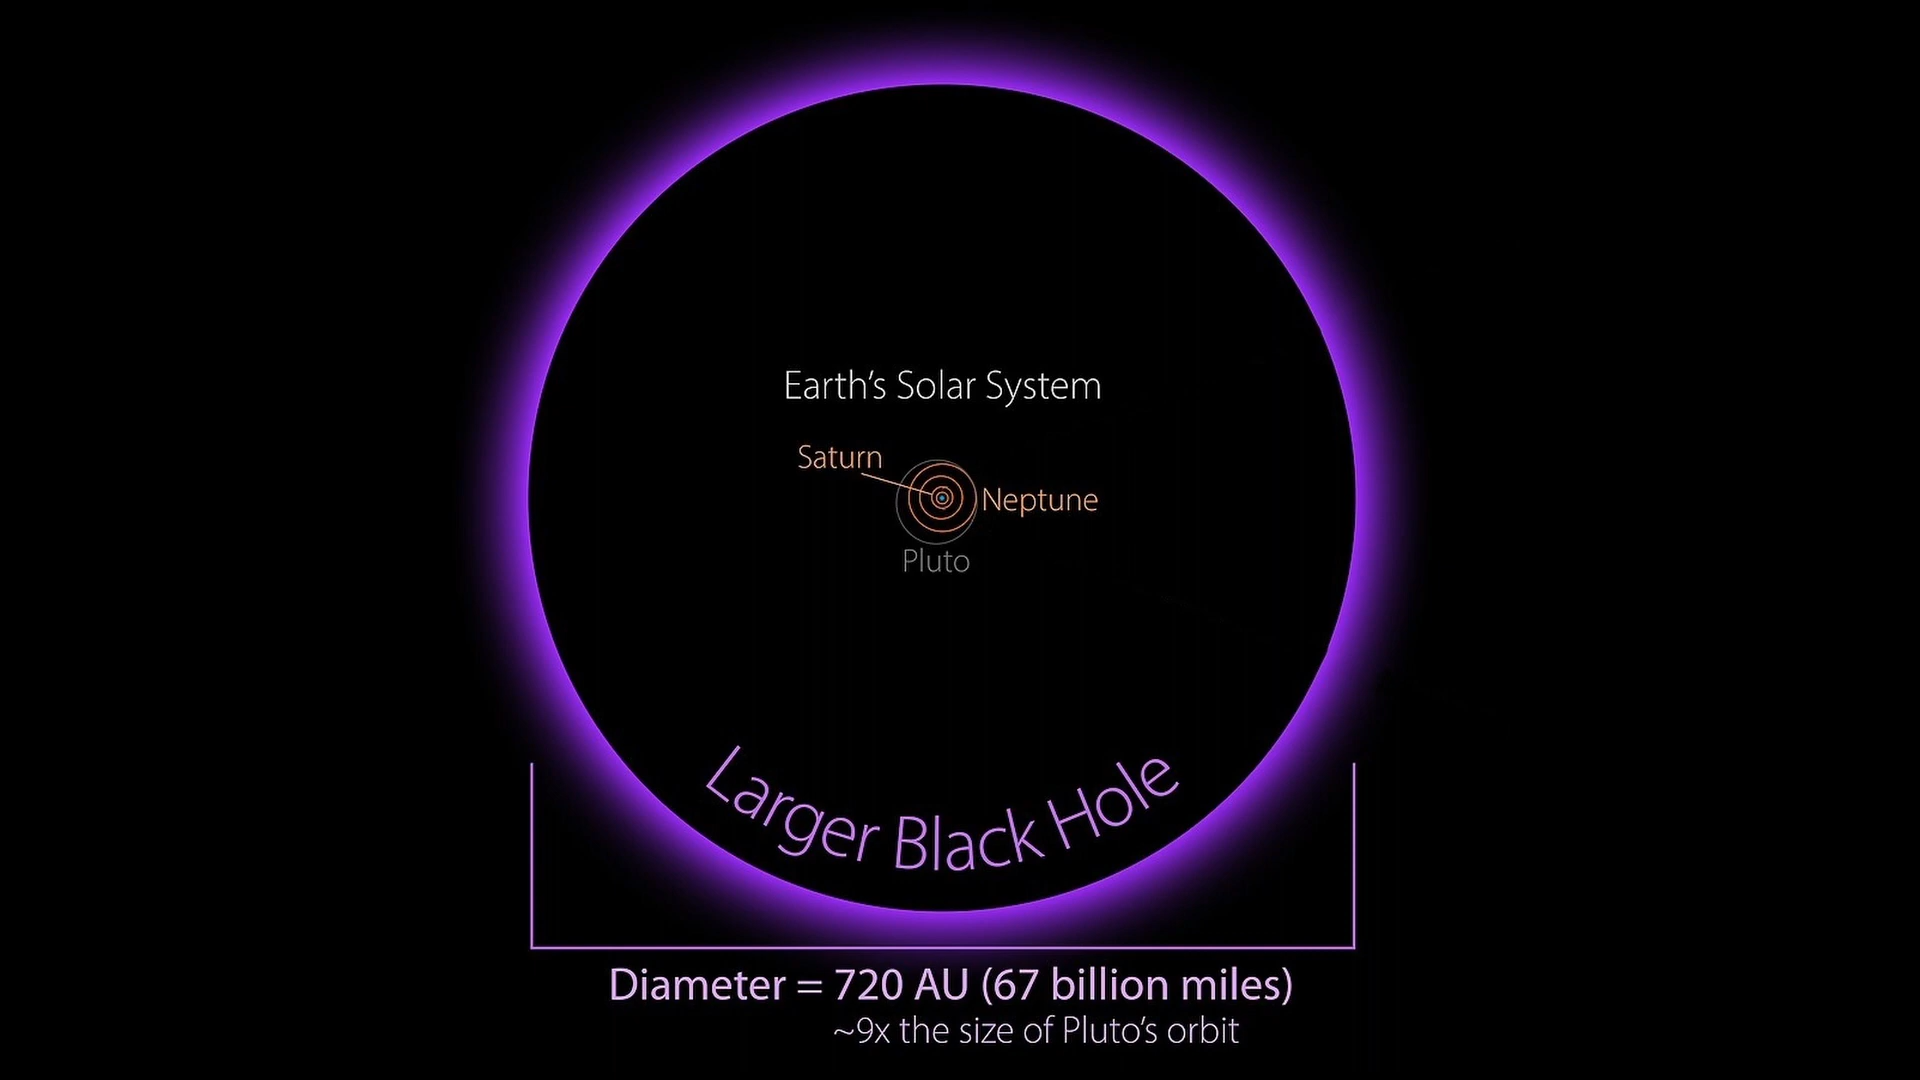 Earth’s Solar System
Saturn
Neptune
Pluto
Larger Black Hole
Diameter = 720 AU (67 billion miles)
~9x the size of Pluto’s orbit